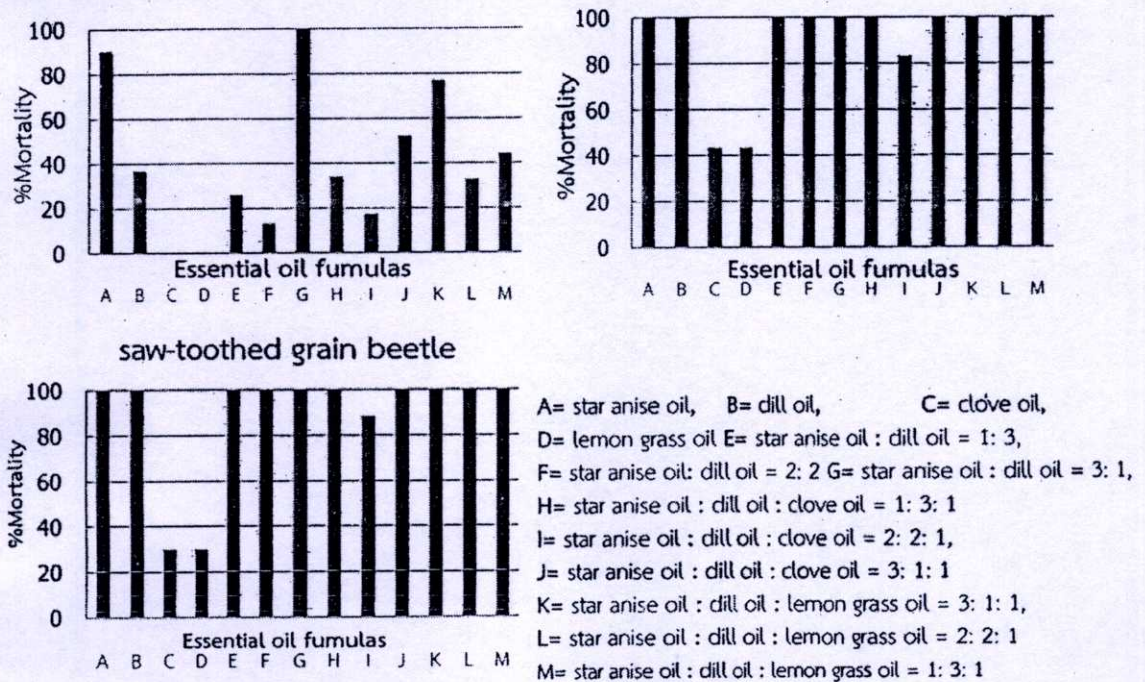 100
80
60
40
20
0
%Mortality
Essential oil fumulas
A B C D E F G H I J K L M
100
80
60
40
20
0
%Mortality
Essential oil fumulas
A B C D E F G H I J K L M
saw-toothed grain beetle
100
80
60
40
20
0
%Mortality
Essential oil fumulas
A B C D E F G H I J K L M
A= star anise oil, B= dill oil, C= clove oil,
D= lemon grass oil E= star anise oil : dill oil = 1: 3,
F= star anise oil: dill oil = 2: 2 G= star anise oil : dill oil = 3: 1,
H= star anise oil : dill oil : clove oil = 1: 3: 1
I= star anise oil : dill oil : clove oil = 2: 2: 1,
J= star anise oil : dill oil : clove oil = 3: 1: 1
K= star anise oil : dill oil : lemon grass oil = 3: 1: 1,
L= star anise oil : dill oil : lemon grass oil = 2: 2: 1
M= star anise oil : dill oil : lemon grass oil = 1: 3: 1